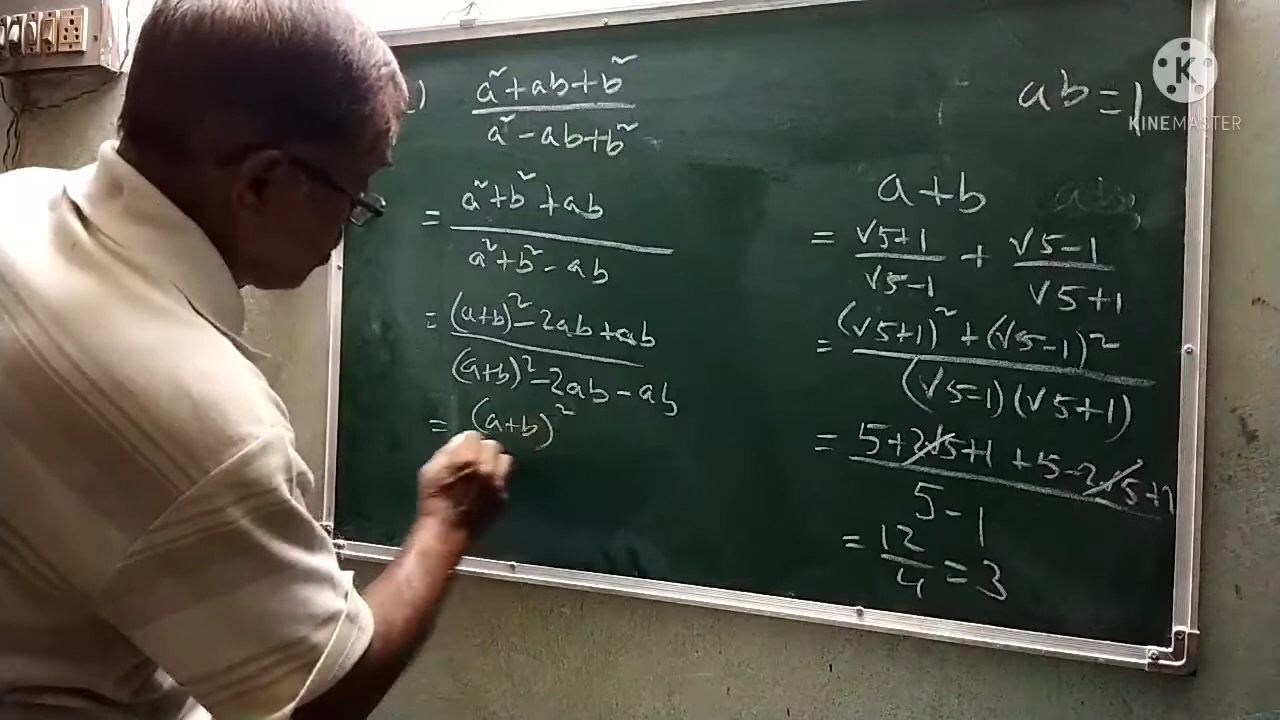 ) a²+ab+b² / a²-ab+b²
= a²+b²+ab / a²+b²-ab
= (a+b)²-2ab+ab / (a+b)²-2ab-ab
= (a+b)²
ab=1
a+b
= √5+1 / √5-1 + √5-1 / √5+1
= (√5+1)²+(√5-1)² / (√5-1)(√5+1)
= 5+2√5+1+5-2√5+1 / 5-1
= 12/4 = 3
K
KINEMASTER